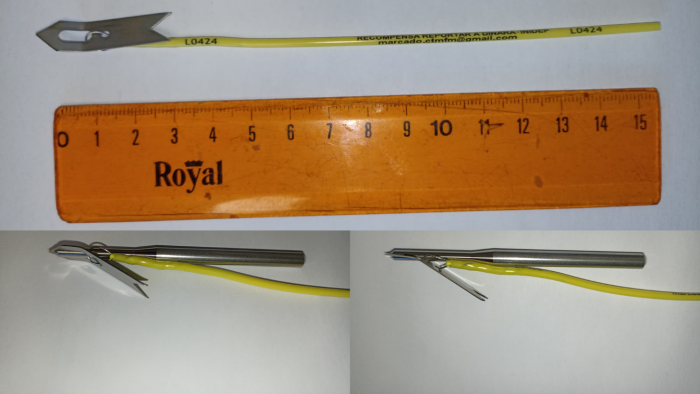 RECOMPENSA REPORTAR A DINARA INIDEP
L0424 marcado.ctmfm@gmail.com L0424
0 1 2 3 4 5 6 7 8 9 10 11 12 13 14 15
Royal